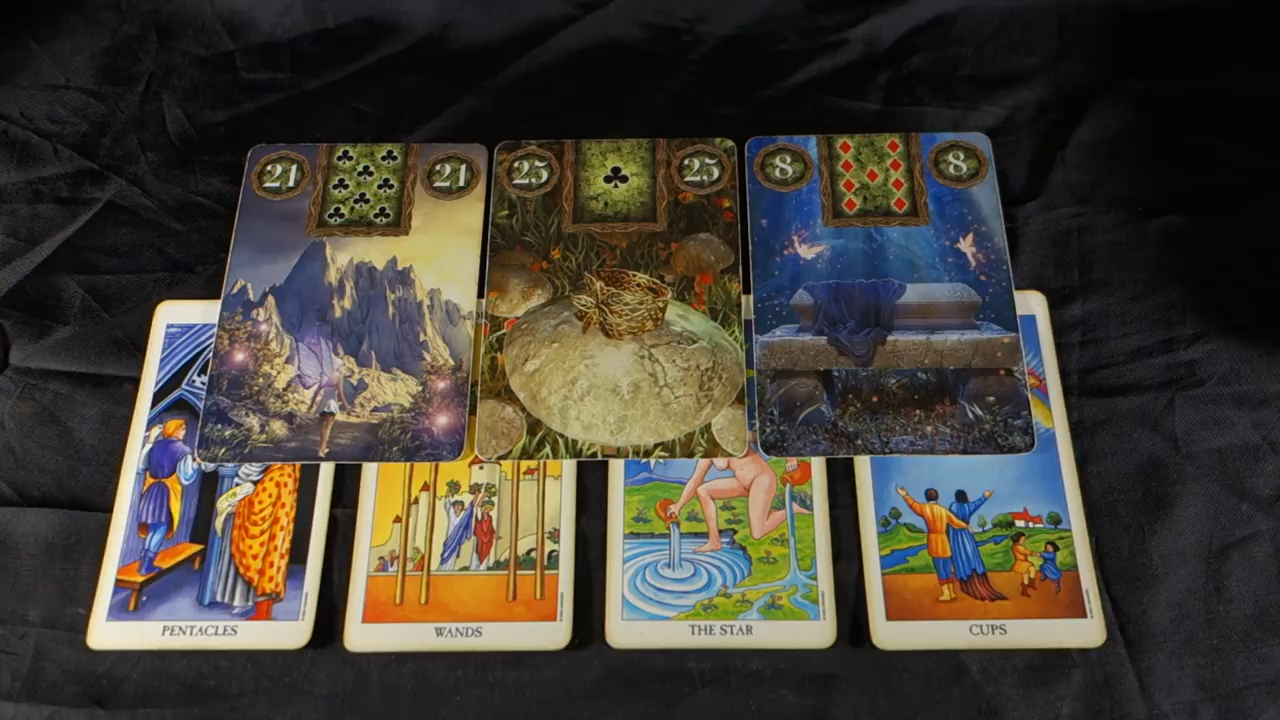 21 21
25 25
8 8
PENTACLES
WANDS
THE STAR
CUPS